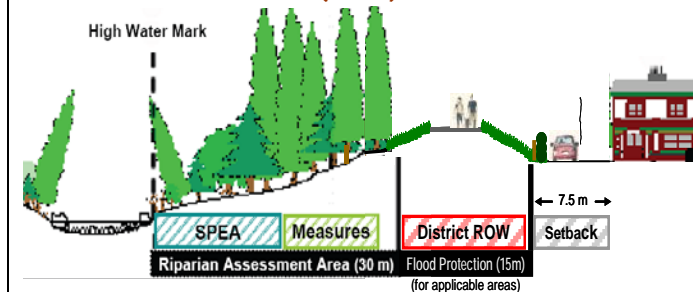 High Water Mark
7.5 m
SPEA
Measures
District ROW
Setback
Riparian Assessment Area (30 m)
Flood Protection (15m)
(for applicable areas)